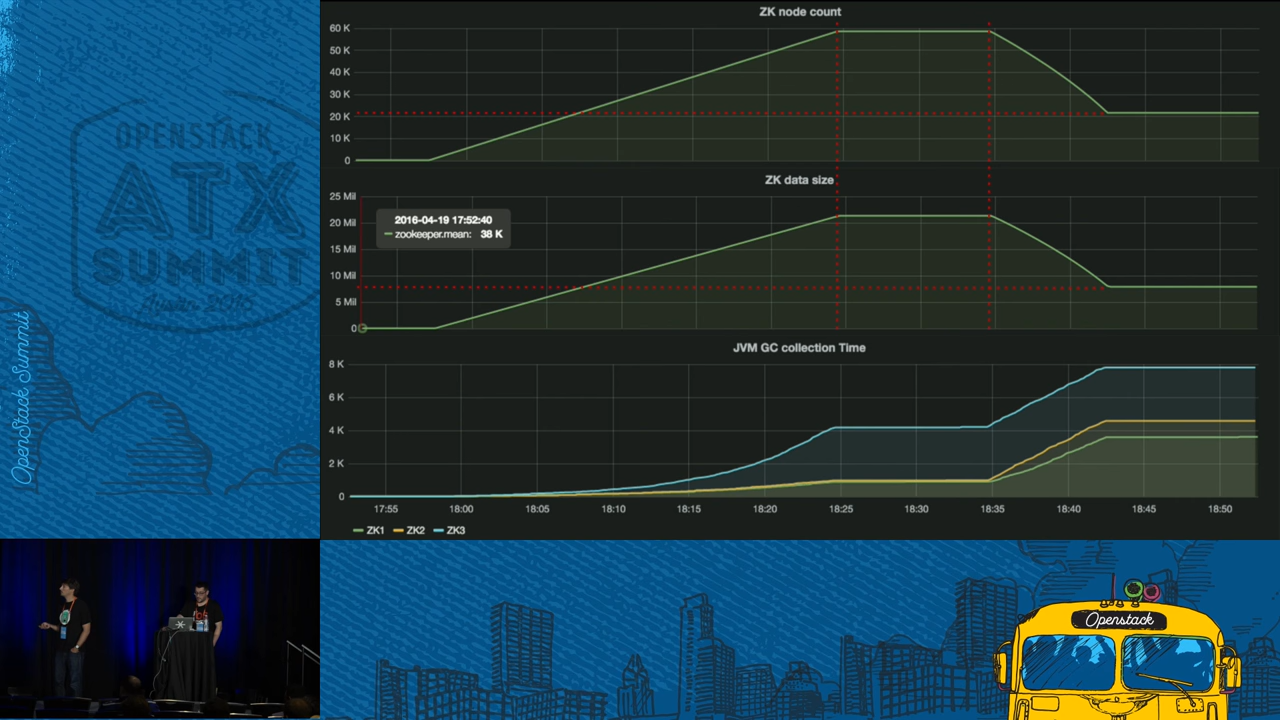 OPENSTACK
ATX
SUMMIT
Austin 2016
OpenStack Summit
ZK node count
60 K
50 K
40 K
30 K
20 K
10 K
0
ZK data size
25 Mil
20 Mil
15 Mil
10 Mil
5 Mil
0
2016-04-19 17:52:40
zookeeper.mean: 38 K
JVM GC collection Time
8 K
6 K
4 K
2 K
0
17:55 18:00 18:05 18:10 18:15 18:20 18:25 18:30 18:35 18:40 18:45 18:50
ZK1 ZK2 ZK3
Openstack